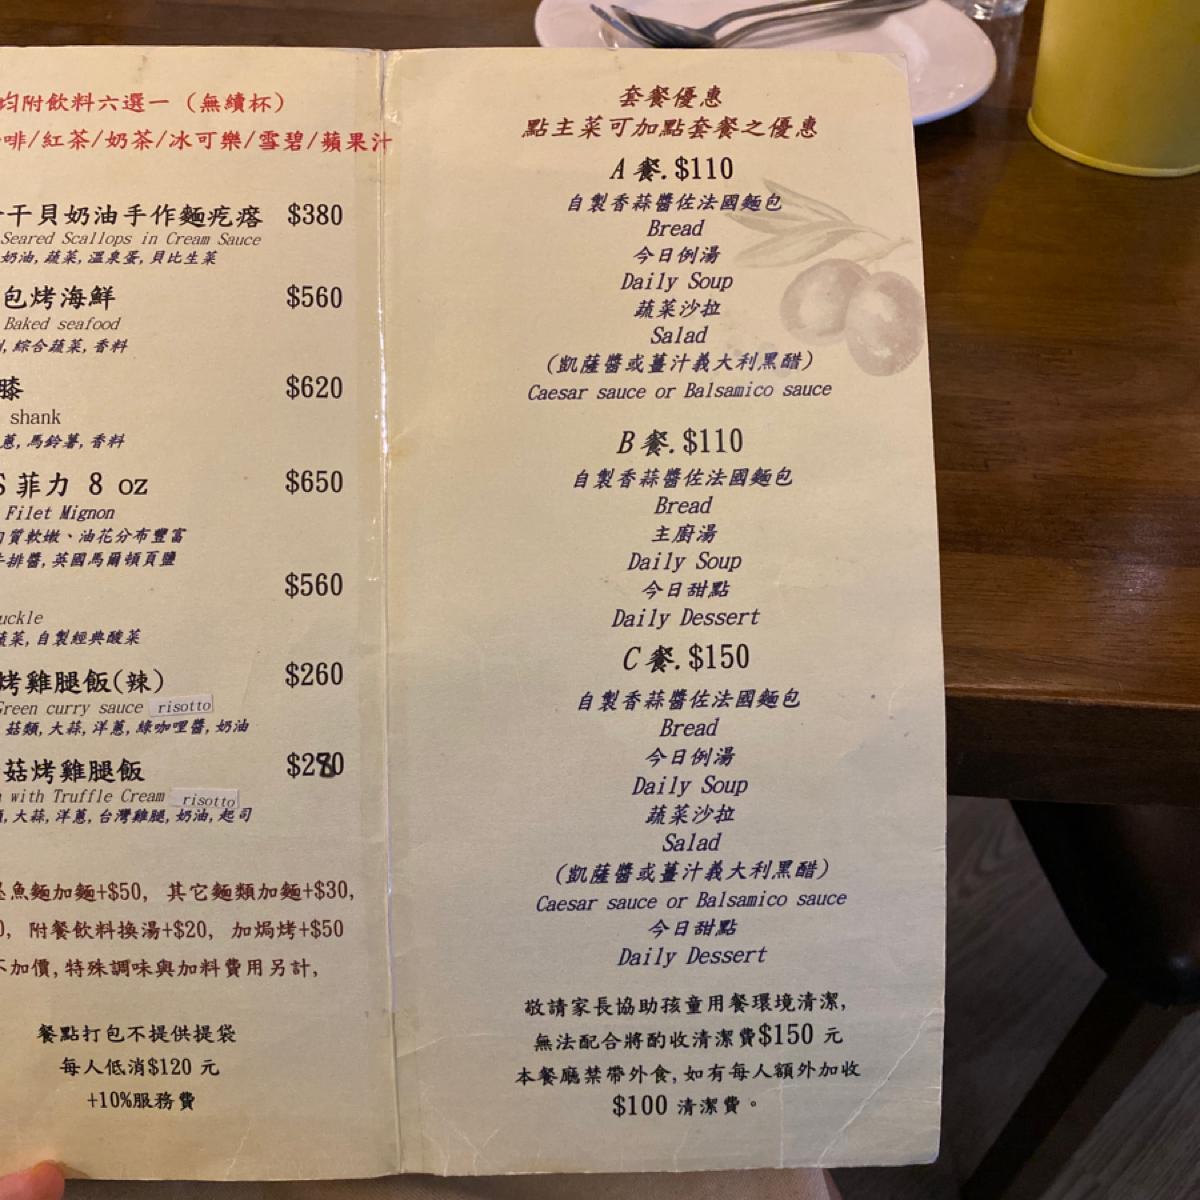 均附飲料六選一（無續杯）
啡/紅茶/奶茶/冰可樂/雪碧/蘋果汁
干貝奶油手作麵疙瘩 $380
Seared Scallops in Cream Sauce
奶油,蔬菜,溫泉蛋,貝比生菜
包烤海鮮 $560
Baked seafood
綜合蔬菜,香料
膝 $620
shank
蔥,馬鈴薯,香料
S 菲力 8 oz $650
Filet Mignon
肉質軟嫩、油花分布豐富
牛排醬,英國馬爾頓頁鹽
$560
uckle
蔬菜,自製經典酸菜
烤雞腿飯(辣) $260
Green curry sauce risotto
菇類,大蒜,洋蔥,綠咖哩醬,奶油
菇烤雞腿飯 $280
with Truffle Cream risotto
大蒜,洋蔥,台灣雞腿,奶油,起司
墨魚麵加麵+$50, 其它麵類加麵+$30,
0, 附餐飲料換湯+$20, 加焗烤+$50
不加價,特殊調味與加料費用另計,
餐點打包不提供提袋
每人低消$120 元
+10%服務費
套餐優惠
點主菜可加點套餐之優惠
A 餐.$110
自製香蒜醬佐法國麵包
Bread
今日例湯
Daily Soup
蔬菜沙拉
Salad
(凱薩醬或薑汁義大利黑醋)
Caesar sauce or Balsamico sauce
B 餐.$110
自製香蒜醬佐法國麵包
Bread
主廚湯
Daily Soup
今日甜點
Daily Dessert
C 餐.$150
自製香蒜醬佐法國麵包
Bread
今日例湯
Daily Soup
蔬菜沙拉
Salad
(凱薩醬或薑汁義大利黑醋)
Caesar sauce or Balsamico sauce
今日甜點
Daily Dessert
敬請家長協助孩童用餐環境清潔,
無法配合將酌收清潔費$150 元
本餐廳禁帶外食,如有每人額外加收
$100 清潔費。